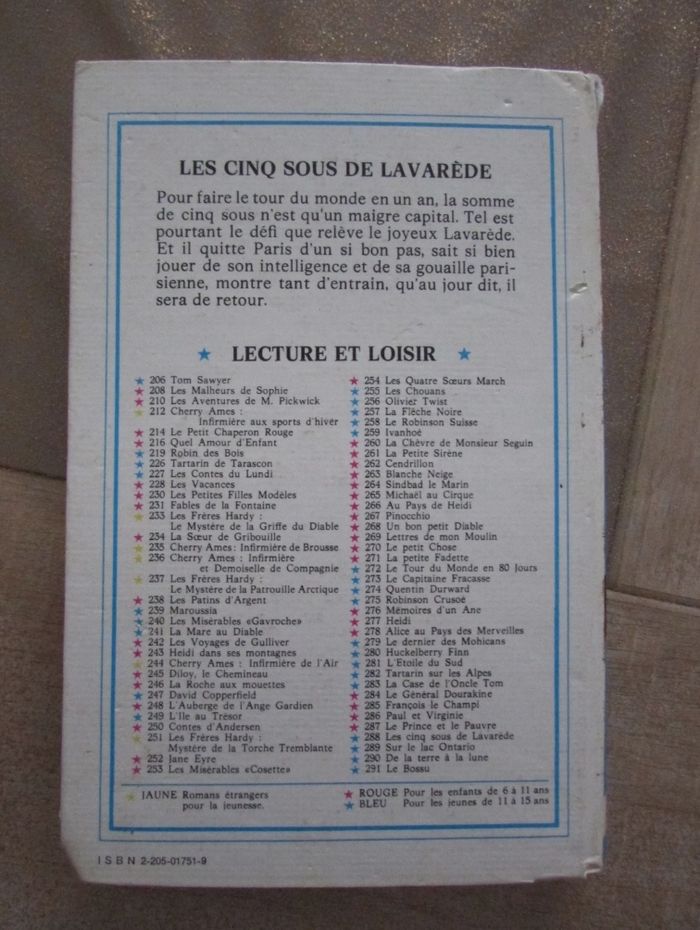 LES CINQ SOUS DE LAVARÈDE
Pour faire le tour du monde en un an, la somme
de cinq sous n'est qu'un maigre capital. Tel est
pourtant le défi que relève le joyeux Lavarède.
Et il quitte Paris d'un si bon pas, sait si bien
jouer de son intelligence et de sa gouaille pari-
sienne, montre tant d'entrain, qu'au jour dit, il
sera de retour.
★ LECTURE ET LOISIR ★
★ 206 Tom Sawyer
★ 208 Les Malheurs de Sophie
★ 210 Les Aventures de M. Pickwick
★ 212 Cherry Ames :
Infirmière aux sports d'hiver
★ 214 Le Petit Chaperon Rouge
★ 216 Quel Amour d'Enfant
★ 219 Robin des Bois
★ 226 Tartarin de Tarascon
★ 227 Les Contes du Lundi
★ 228 Les Vacances
★ 230 Les Petites Filles Modèles
★ 231 Fables de la Fontaine
★ 233 Les Frères Hardy :
Le Mystère de la Griffe du Diable
★ 234 La Sœur de Gribouille
★ 235 Cherry Ames : Infirmière de Brousse
★ 236 Cherry Ames : Infirmière
et Demoiselle de Compagnie
★ 237 Les Frères Hardy :
Le Mystère de la Patrouille Arctique
★ 238 Les Patins d'Argent
★ 239 Maroussia
★ 240 Les Misérables «Gavroche»
★ 241 La Mare au Diable
★ 242 Les Voyages de Gulliver
★ 243 Heidi dans ses montagnes
★ 244 Cherry Ames : Infirmière de l'Air
★ 245 Diloy, le Chemineau
★ 246 La Roche aux mouettes
★ 247 David Copperfield
★ 248 L'Auberge de l'Ange Gardien
★ 249 L'Ile au Trésor
★ 250 Contes d'Andersen
★ 251 Les Frères Hardy :
Mystère de la Torche Tremblante
★ 252 Jane Eyre
★ 253 Les Misérables «Cosette»
★ 254 Les Quatre Sœurs March
★ 255 Les Chouans
★ 256 Olivier Twist
★ 257 La Flèche Noire
★ 258 Le Robinson Suisse
★ 259 Ivanhoé
★ 260 La Chèvre de Monsieur Seguin
★ 261 La Petite Sirène
★ 262 Cendrillon
★ 263 Blanche Neige
★ 264 Sindbad le Marin
★ 265 Michaël au Cirque
★ 266 Au Pays de Heidi
★ 267 Pinocchio
★ 268 Un bon petit Diable
★ 269 Lettres de mon Moulin
★ 270 Le petit Chose
★ 271 La petite Fadette
★ 272 Le Tour du Monde en 80 Jours
★ 273 Le Capitaine Fracasse
★ 274 Quentin Durward
★ 275 Robinson Crusoé
★ 276 Mémoires d'un Ane
★ 277 Heidi
★ 278 Alice au Pays des Merveilles
★ 279 Le dernier des Mohicans
★ 280 Huckelberry Finn
★ 281 L'Etoile du Sud
★ 282 Tartarin sur les Alpes
★ 283 La Case de l'Oncle Tom
★ 284 Le Général Dourakine
★ 285 François le Champi
★ 286 Paul et Virginie
★ 287 Le Prince et le Pauvre
★ 288 Les cinq sous de Lavarède
★ 289 Sur le lac Ontario
★ 290 De la terre à la lune
★ 291 Le Bossu
★ JAUNE Romans étrangers
pour la jeunesse.
★ ROUGE Pour les enfants de 6 à 11 ans
★ BLEU Pour les jeunes de 11 à 15 ans
ISBN 2-205-01751-9